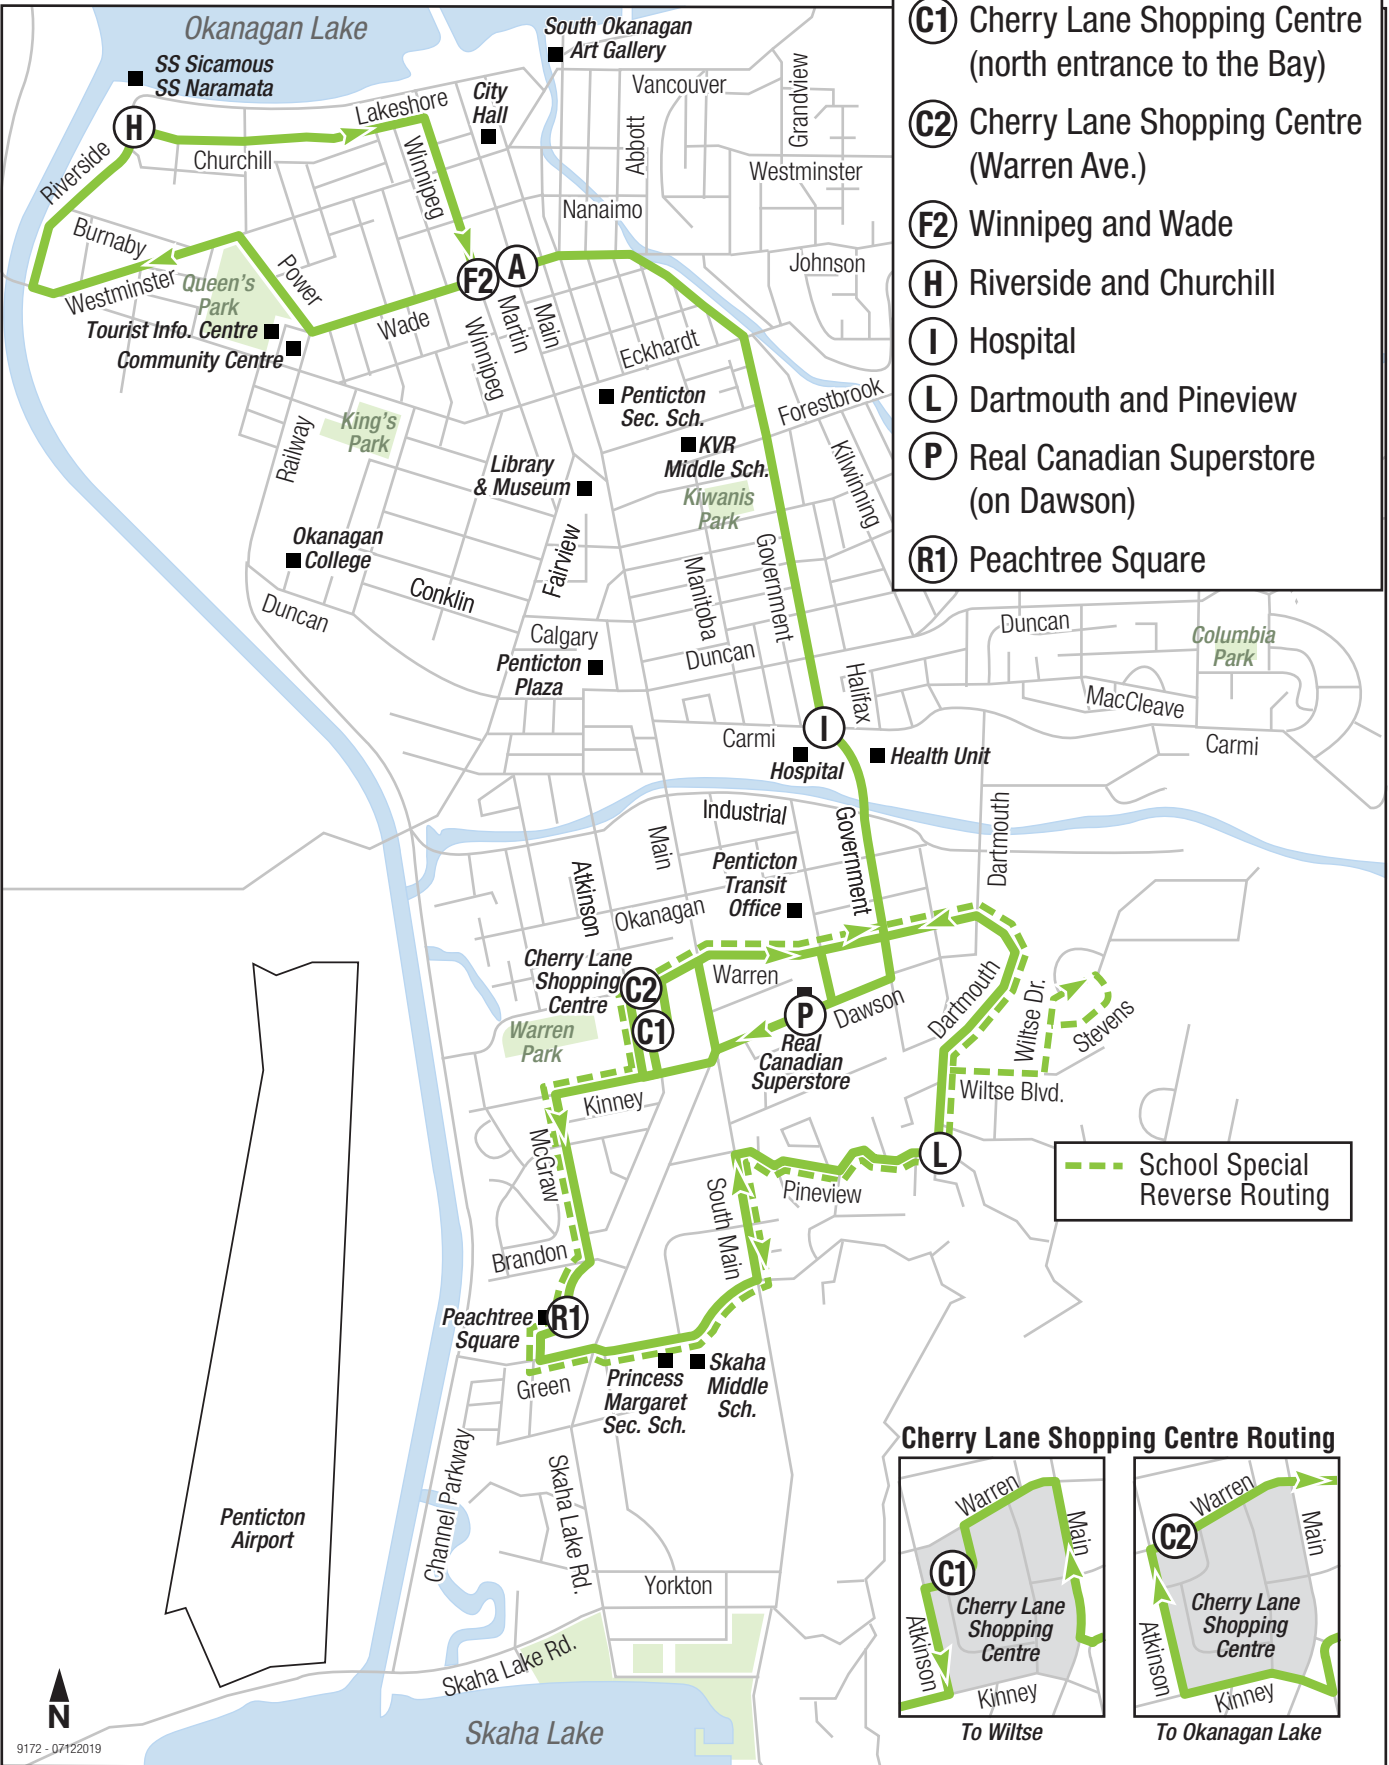 Okanagan Lake
SS Sicamous
SS Naramata
H
Riverside
Churchill
Lakeshore
City
Hall
South Okanagan
Art Gallery
Vancouver
Abbott
Grandview
Westminster
Nanaimo
Johnson
Winnipeg
Burnaby
Westminster
Queen's
Park
Power
Tourist Info. Centre
Community Centre
Wade
F2
A
Winnipeg
Martin
Main
Eckhardt
Penticton
Sec. Sch.
KVR
Middle Sch.
Kiwanis
Park
Forestbrook
Kilwinning
King's
Park
Railway
Library
& Museum
Okanagan
College
Fairview
Conklin
Duncan
Calgary
Penticton
Plaza
Manitoba
Government
Duncan
Duncan
Columbia
Park
MacCleave
Halifax
Carmi
Carmi
I
Hospital
Health Unit
Industrial
Main
Government
Dartmouth
Atkinson
Penticton
Transit
Office
Okanagan
Cherry Lane
Shopping
Centre
C2
C1
Warren
Warren
Park
P
Real
Canadian
Superstore
Dawson
Dartmouth
Wiltse Dr.
Stevens
Wiltse Blvd.
Kinney
McGraw
L
Pineview
South Main
Brandon
Peachtree
Square
R1
Green
Princess
Margaret
Sec. Sch.
Skaha
Middle
Sch.
Channel Parkway
Skaha Lake Rd.
Penticton
Airport
Yorkton
Skaha Lake Rd.
Skaha Lake
N
9172 - 07122019
C1 Cherry Lane Shopping Centre
(north entrance to the Bay)
C2 Cherry Lane Shopping Centre
(Warren Ave.)
F2 Winnipeg and Wade
H Riverside and Churchill
I Hospital
L Dartmouth and Pineview
P Real Canadian Superstore
(on Dawson)
R1 Peachtree Square
School Special
Reverse Routing
Cherry Lane Shopping Centre Routing
Warren
Main
C1
Cherry Lane
Shopping
Centre
Atkinson
Kinney
To Wiltse
Warren
Main
C2
Cherry Lane
Shopping
Centre
Atkinson
Kinney
To Okanagan Lake